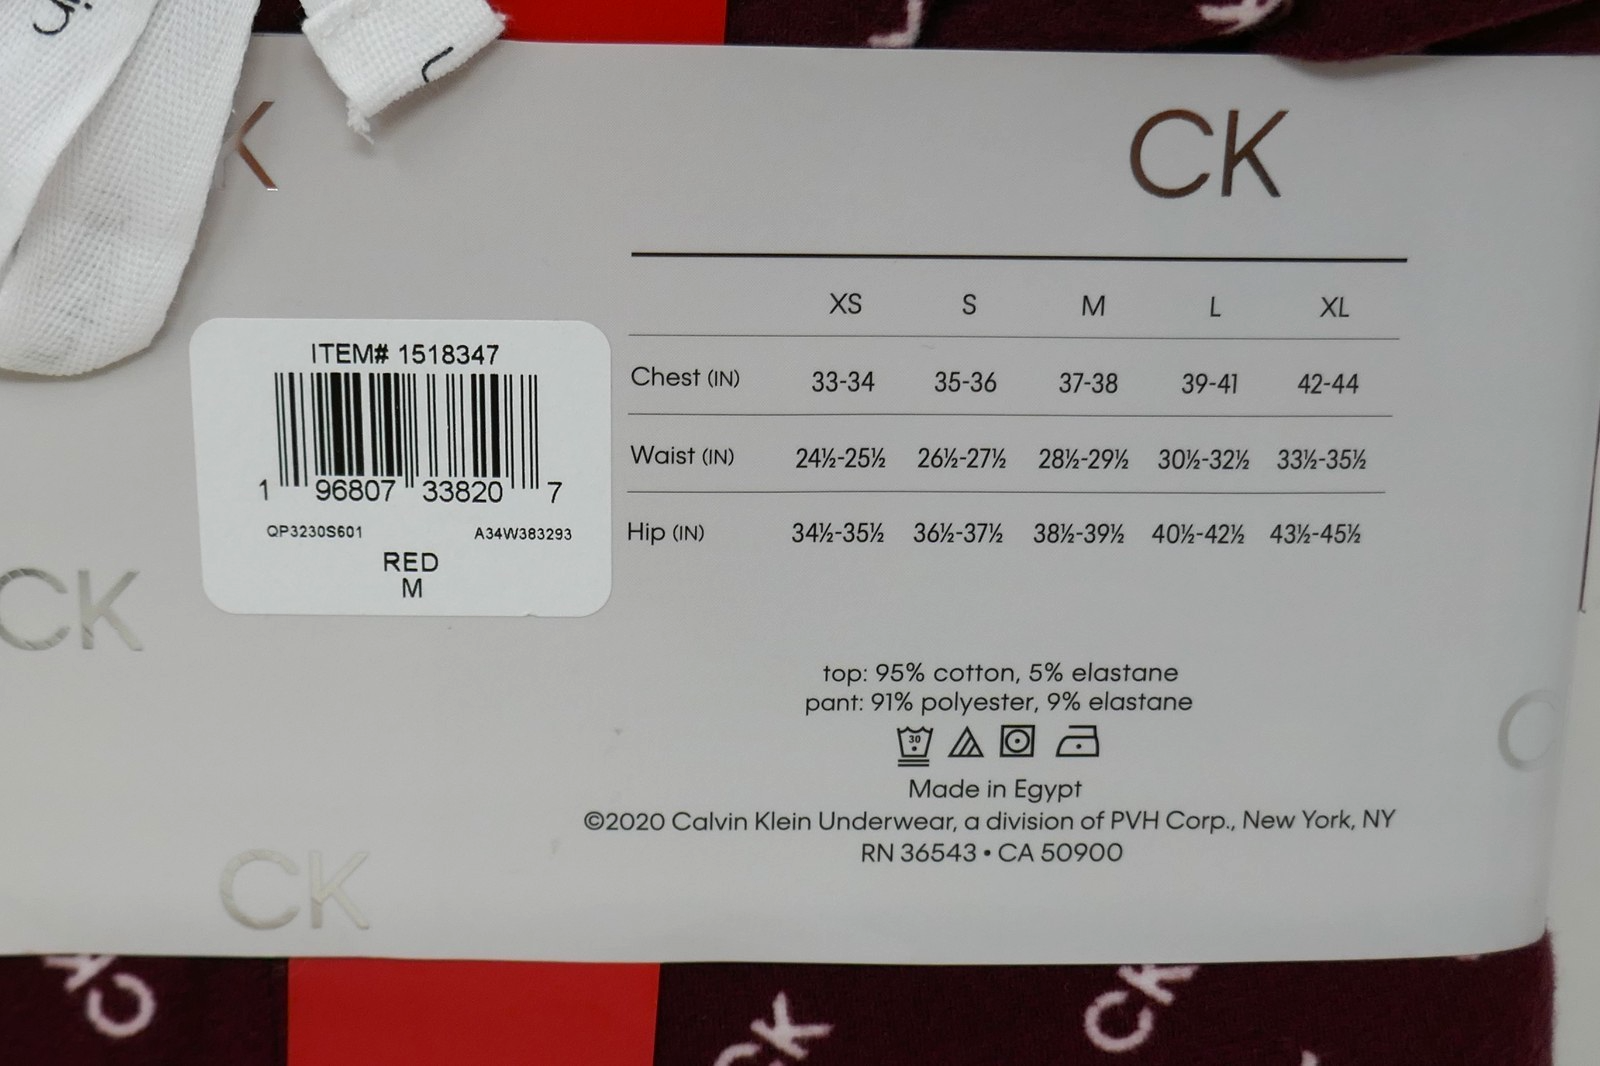 in
K
CK
ITEM# 1518347
1 96807 33820 7
QP3230S601 A34W383293
RED
M
XS S M L XL
Chest (IN) 33-34 35-36 37-38 39-41 42-44
Waist (IN) 24½-25½ 26½-27½ 28½-29½ 30½-32½ 33½-35½
Hip (IN) 34½-35½ 36½-37½ 38½-39½ 40½-42½ 43½-45½
CK
top: 95% cotton, 5% elastane
pant: 91% polyester, 9% elastane
30
Made in Egypt
©2020 Calvin Klein Underwear, a division of PVH Corp., New York, NY
RN 36543 • CA 50900
CK
CK
CK
CK